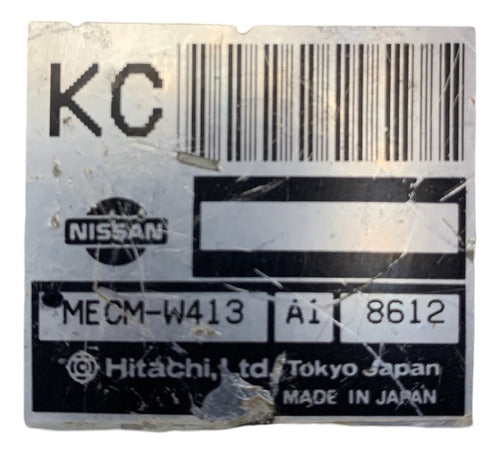 KC
NISSAN
MECM-W413 A1 8612
Hitachi, Ltd. Tokyo Japan
MADE IN JAPAN